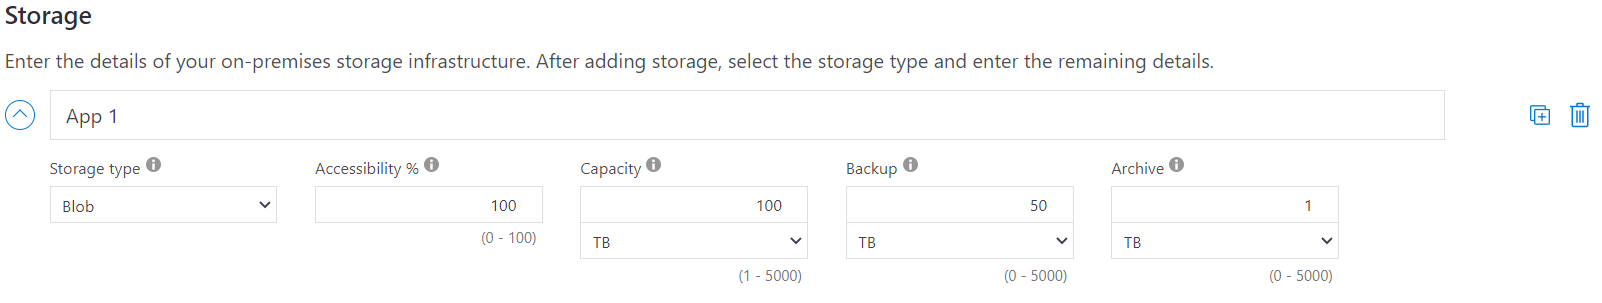 Storage
Enter the details of your on-premises storage infrastructure. After adding storage, select the storage type and enter the remaining details.
App 1
Storage type Accessibility % Capacity Backup Archive
Blob 100 100 50 1
(0 - 100) TB TB TB
(1 - 5000) (0 - 5000) (0 - 5000)